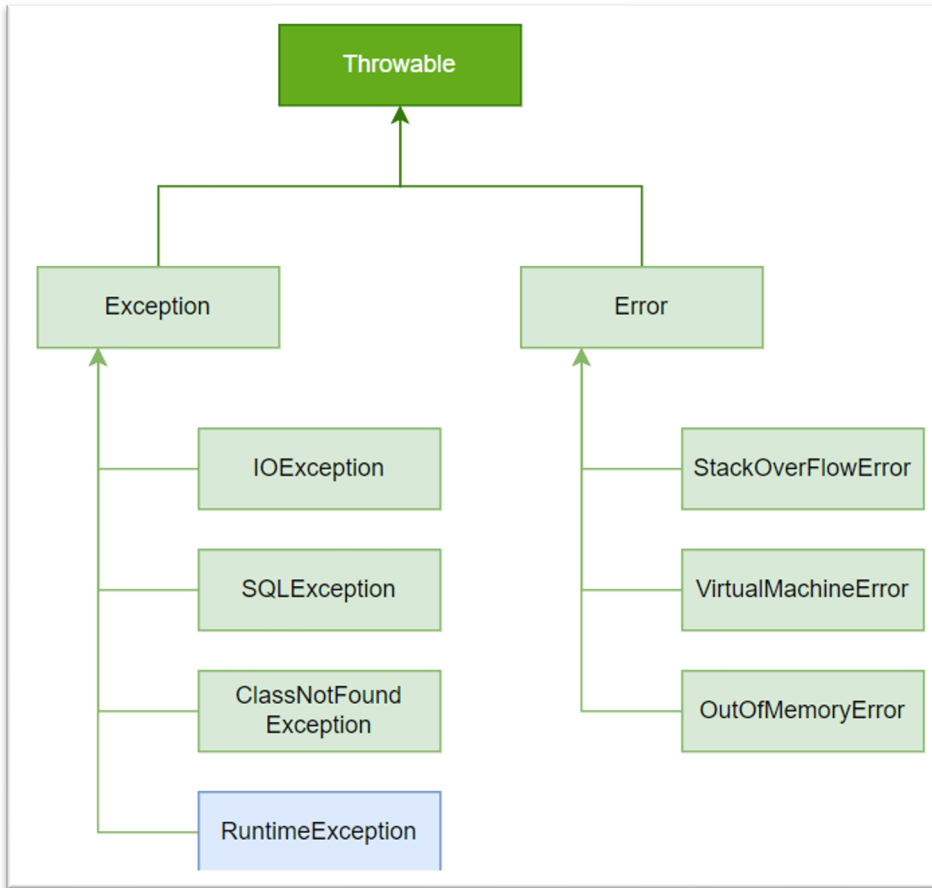 Throwable
Exception
Error
IOException
StackOverFlowError
SQLException
VirtualMachineError
ClassNotFound
Exception
OutOfMemoryError
RuntimeException